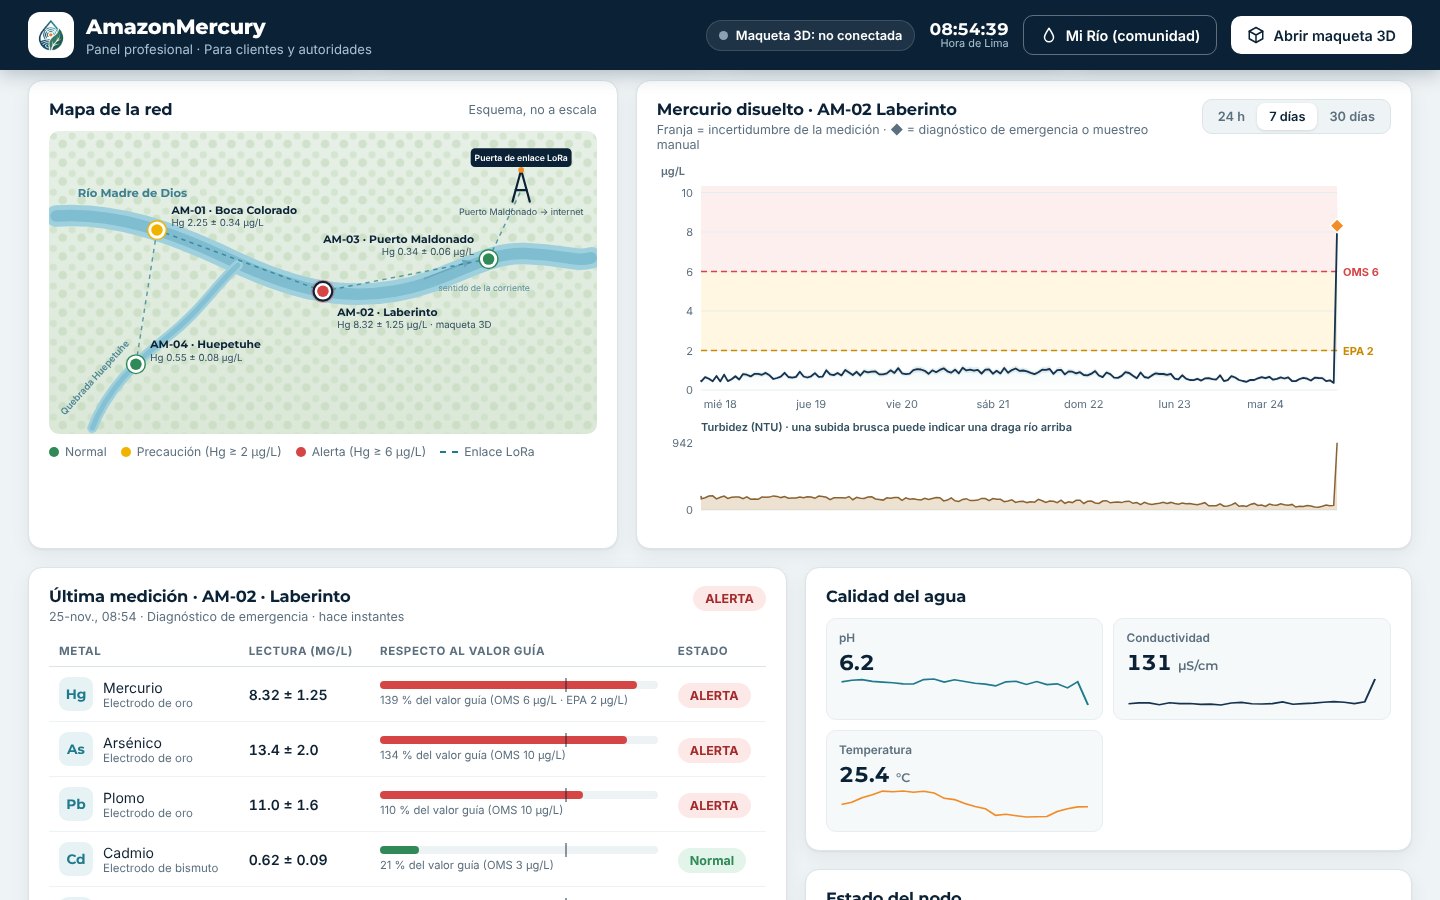 AmazonMercury
Panel profesional · Para clientes y autoridades
Maqueta 3D: no conectada
08:54:39
Hora de Lima
Mi Río (comunidad)
Abrir maqueta 3D
Mapa de la red
Esquema, no a escala
Puerta de enlace LoRa
Río Madre de Dios
AM-01 · Boca Colorado
Hg 2.25 ± 0.34 µg/L
Puerto Maldonado → internet
AM-03 · Puerto Maldonado
Hg 0.34 ± 0.06 µg/L
sentido de la corriente
AM-02 · Laberinto
Hg 8.32 ± 1.25 µg/L · maqueta 3D
AM-04 · Huepetuhe
Hg 0.55 ± 0.08 µg/L
Quebrada Huepetuhe
Normal
Precaución (Hg ≥ 2 µg/L)
Alerta (Hg ≥ 6 µg/L)
Enlace LoRa
Mercurio disuelto · AM-02 Laberinto
Franja = incertidumbre de la medición · ◆ = diagnóstico de emergencia o muestreo
manual
24 h
7 días
30 días
µg/L
10
8
6
4
2
0
OMS 6
EPA 2
mié 18
jue 19
vie 20
sáb 21
dom 22
lun 23
mar 24
Turbidez (NTU) · una subida brusca puede indicar una draga río arriba
942
0
Última medición · AM-02 · Laberinto
25-nov., 08:54 · Diagnóstico de emergencia · hace instantes
ALERTA
METAL
LECTURA (MG/L)
RESPECTO AL VALOR GUÍA
ESTADO
Hg
Mercurio
Electrodo de oro
8.32 ± 1.25
139 % del valor guía (OMS 6 µg/L · EPA 2 µg/L)
ALERTA
As
Arsénico
Electrodo de oro
13.4 ± 2.0
134 % del valor guía (OMS 10 µg/L)
ALERTA
Pb
Plomo
Electrodo de oro
11.0 ± 1.6
110 % del valor guía (OMS 10 µg/L)
ALERTA
Cd
Cadmio
Electrodo de bismuto
0.62 ± 0.09
21 % del valor guía (OMS 3 µg/L)
Normal
Calidad del agua
pH
6.2
Conductividad
131 µS/cm
Temperatura
25.4 °C
Estado del nodo